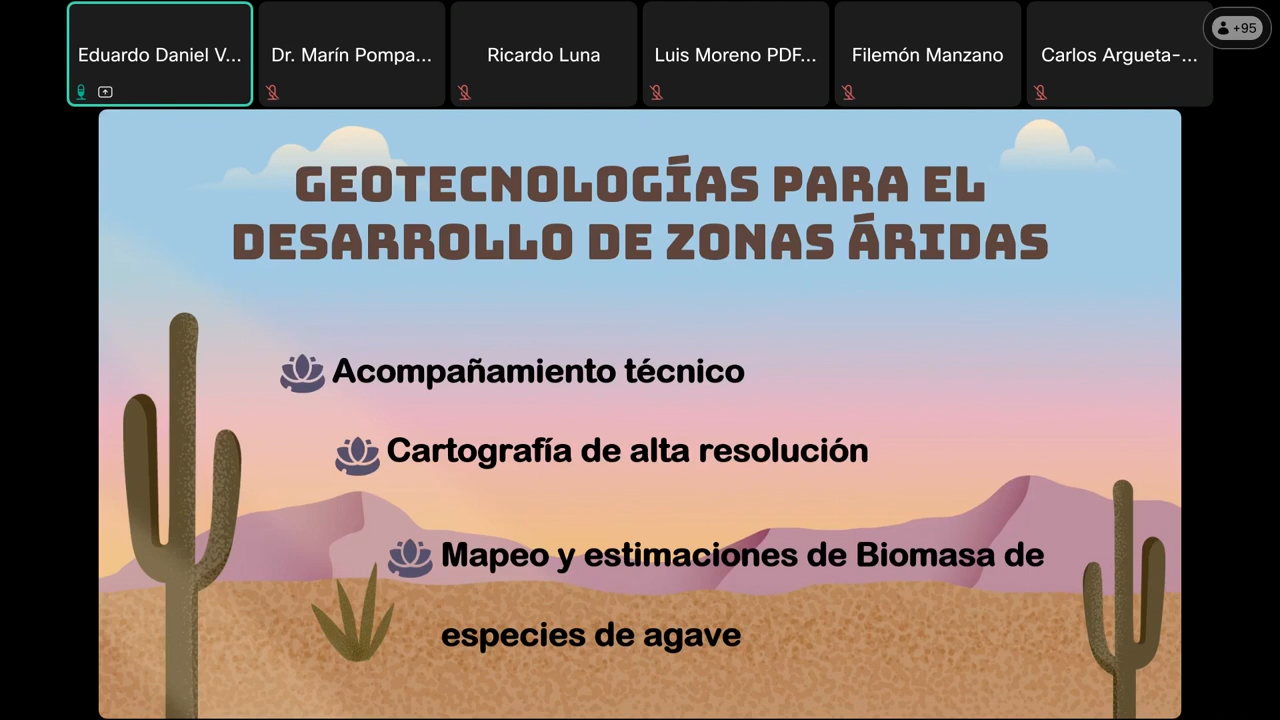 Eduardo Daniel V...
Dr. Marín Pompa...
Ricardo Luna
Luis Moreno PDF...
Filemón Manzano
Carlos Argueta-...
+95
GEOTECNOLOGÍAS PARA EL
DESARROLLO DE ZONAS ÁRIDAS
Acompañamiento técnico
Cartografía de alta resolución
Mapeo y estimaciones de Biomasa de
especies de agave